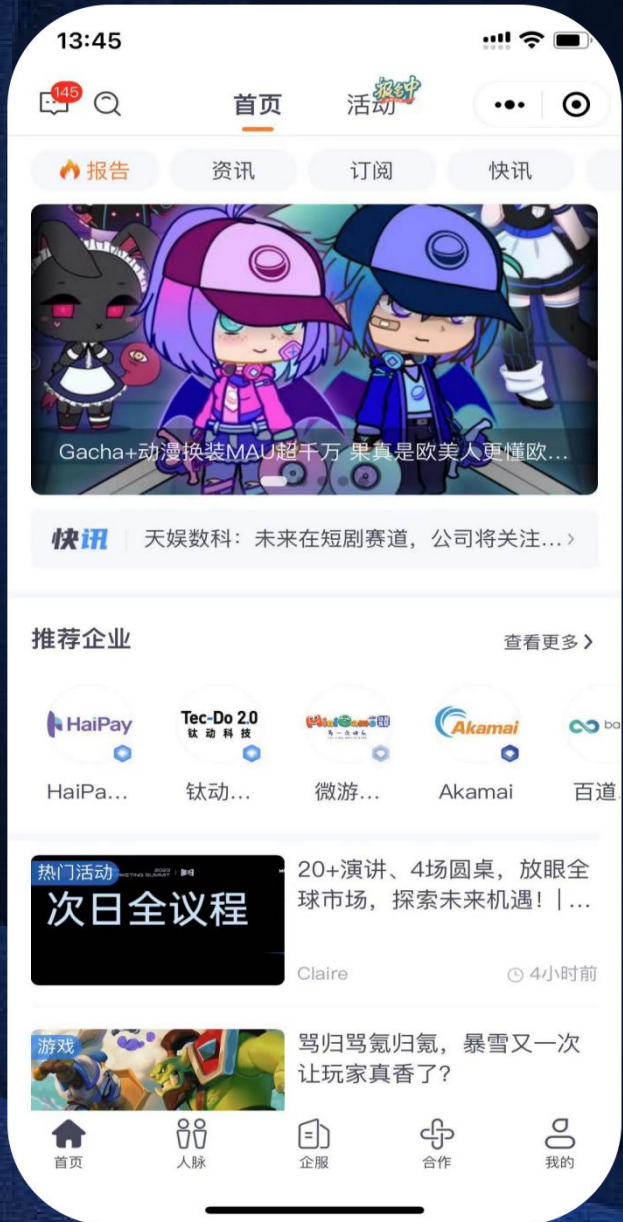 13:45
145
首页
活动
报名中
报告
资讯
订阅
快讯
Gacha+动漫换装MAU超千万 果真是欧美人更懂欧...
快讯
天娱数科：未来在短剧赛道，公司将关注...
推荐企业
查看更多
HaiPay
Tec-Do 2.0
钛动科技
MiniGame
Akamai
HaiPa...
钛动...
微游...
Akamai
百道
热门活动
2023
次日全议程
20+演讲、4场圆桌，放眼全
球市场，探索未来机遇！| ...
Claire
4小时前
游戏
骂归骂氪归氪，暴雪又一次
让玩家真香了？
首页
人脉
企服
合作
我的